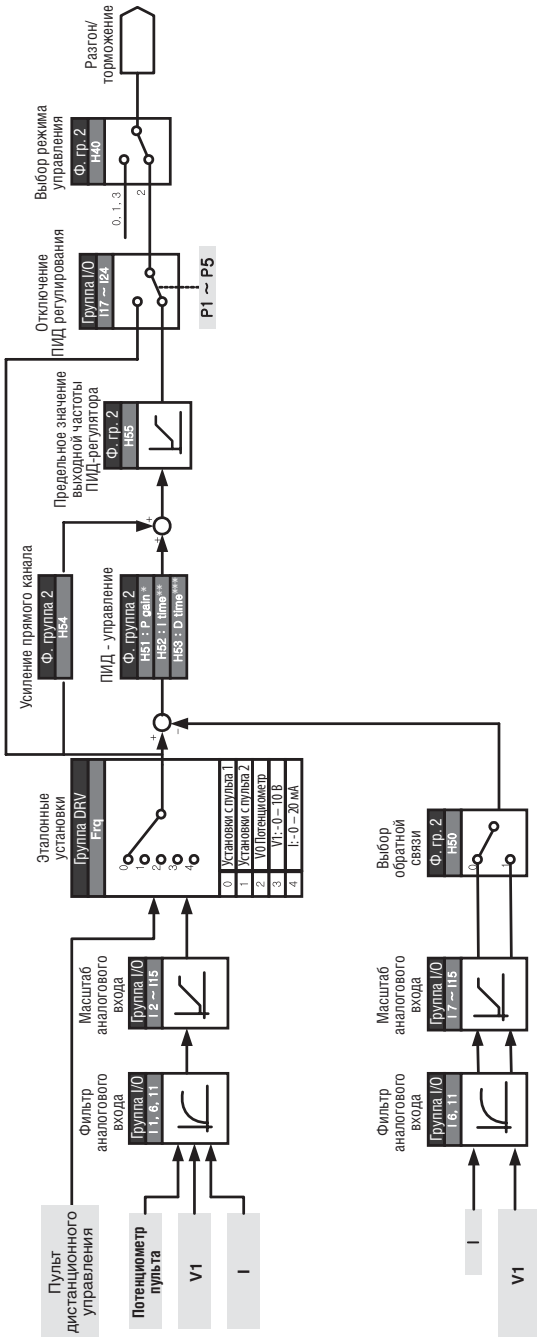 Пульт
дистанционного
управления
Потенциометр
пульта
V1
I
Фильтр
аналогового
входа
Группа I/O
I 1, 6, 11
Масштаб
аналогового
входа
Группа I/O
I 2 ~ I15
Эталонные
установки
Группа DRV
Frq
0
1
2
3
4
0 Установки с пульта 1
1 Установки с пульта 2
2 V0 Потенциометр
3 V1: - 0 – 10 В
4 I: - 0 – 20 мА
+
-
Усиление прямого канала
Ф. группа 2
H54
ПИД - управление
Ф. группа 2
H51 : P gain *
H52 : I time**
H53 : D time***
+
+
Предельное значение
выходной частоты
ПИД-регулятора
Ф. гр. 2
H55
Отключение
ПИД регулирования
Группа I/O
I17 ~ I24
P1 ~ P5
Выбор режима
управления
Ф. гр. 2
H40
0, 1, 3
2
Разгон/
торможение
I
V1
Фильтр
аналогового
входа
Группа I/O
I 6, 11
Масштаб
аналогового
входа
Группа I/O
I 7 ~ I15
Выбор
обратной
связи
Ф. гр. 2
H50
0
1